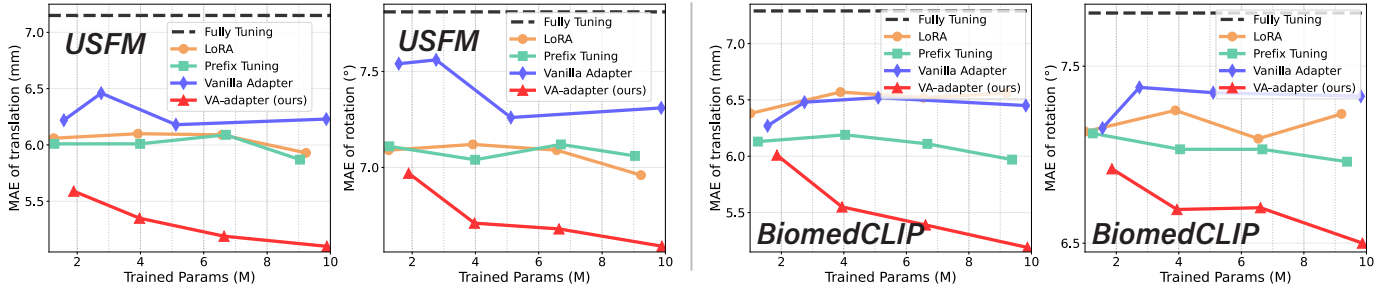 MAE of translation (mm)
7.0
6.5
6.0
5.5
USFM
Fully Tuning
LoRA
Prefix Tuning
Vanilla Adapter
VA-adapter (ours)
2
4
6
8
10
Trained Params (M)
MAE of rotation (°)
7.5
7.0
USFM
Fully Tuning
LoRA
Prefix Tuning
Vanilla Adapter
VA-adapter (ours)
2
4
6
8
10
Trained Params (M)
MAE of translation (mm)
7.0
6.5
6.0
5.5
Fully Tuning
LoRA
Prefix Tuning
Vanilla Adapter
VA-adapter (ours)
BiomedCLIP
2
4
6
8
10
Trained Params (M)
MAE of rotation (°)
7.5
6.5
Fully Tuning
LoRA
Prefix Tuning
Vanilla Adapter
VA-adapter (ours)
BiomedCLIP
2
4
6
8
10
Trained Params (M)